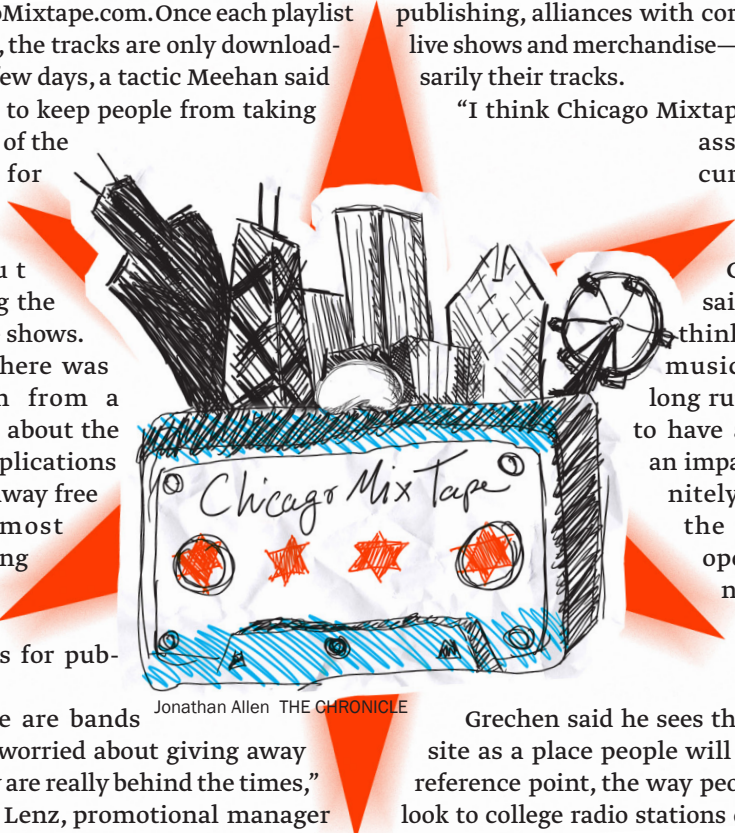 oMixtape.com. Once each playlist
, the tracks are only download-
few days, a tactic Meehan said
to keep people from taking
of the
for
u t
g the
shows.
here was
n from a
about the
plications
way free
most
ng
s for pub-
e are bands
worried about giving away
are really behind the times,”
Lenz, promotional manager
Chicago Mix Tape
Jonathan Allen THE CHRONICLE
publishing, alliances with cor
live shows and merchandise—
sarily their tracks.
“I think Chicago Mixtap
ass
cur
sai
think
music
long ru
to have
an impa
nitely
the
ope
n
Grechen said he sees th
site as a place people will
reference point, the way peo
look to college radio stations